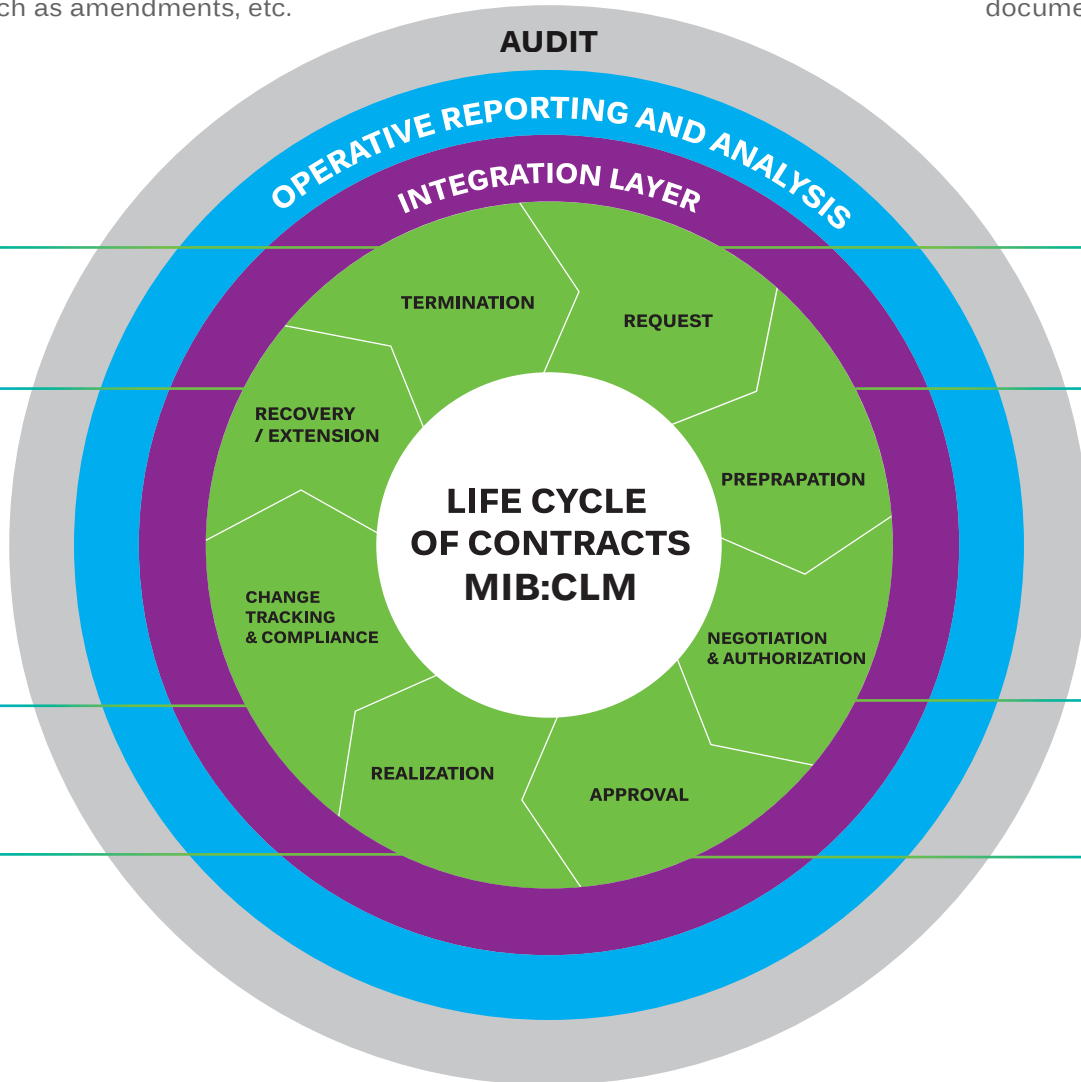 such as amendments, etc.
docume
AUDIT
OPERATIVE REPORTING AND ANALYSIS
INTEGRATION LAYER
TERMINATION
REQUEST
RECOVERY
/ EXTENSION
PREPRAPATION
LIFE CYCLE
OF CONTRACTS
MIB:CLM
CHANGE
TRACKING
& COMPLIANCE
NEGOTIATION
& AUTHORIZATION
REALIZATION
APPROVAL